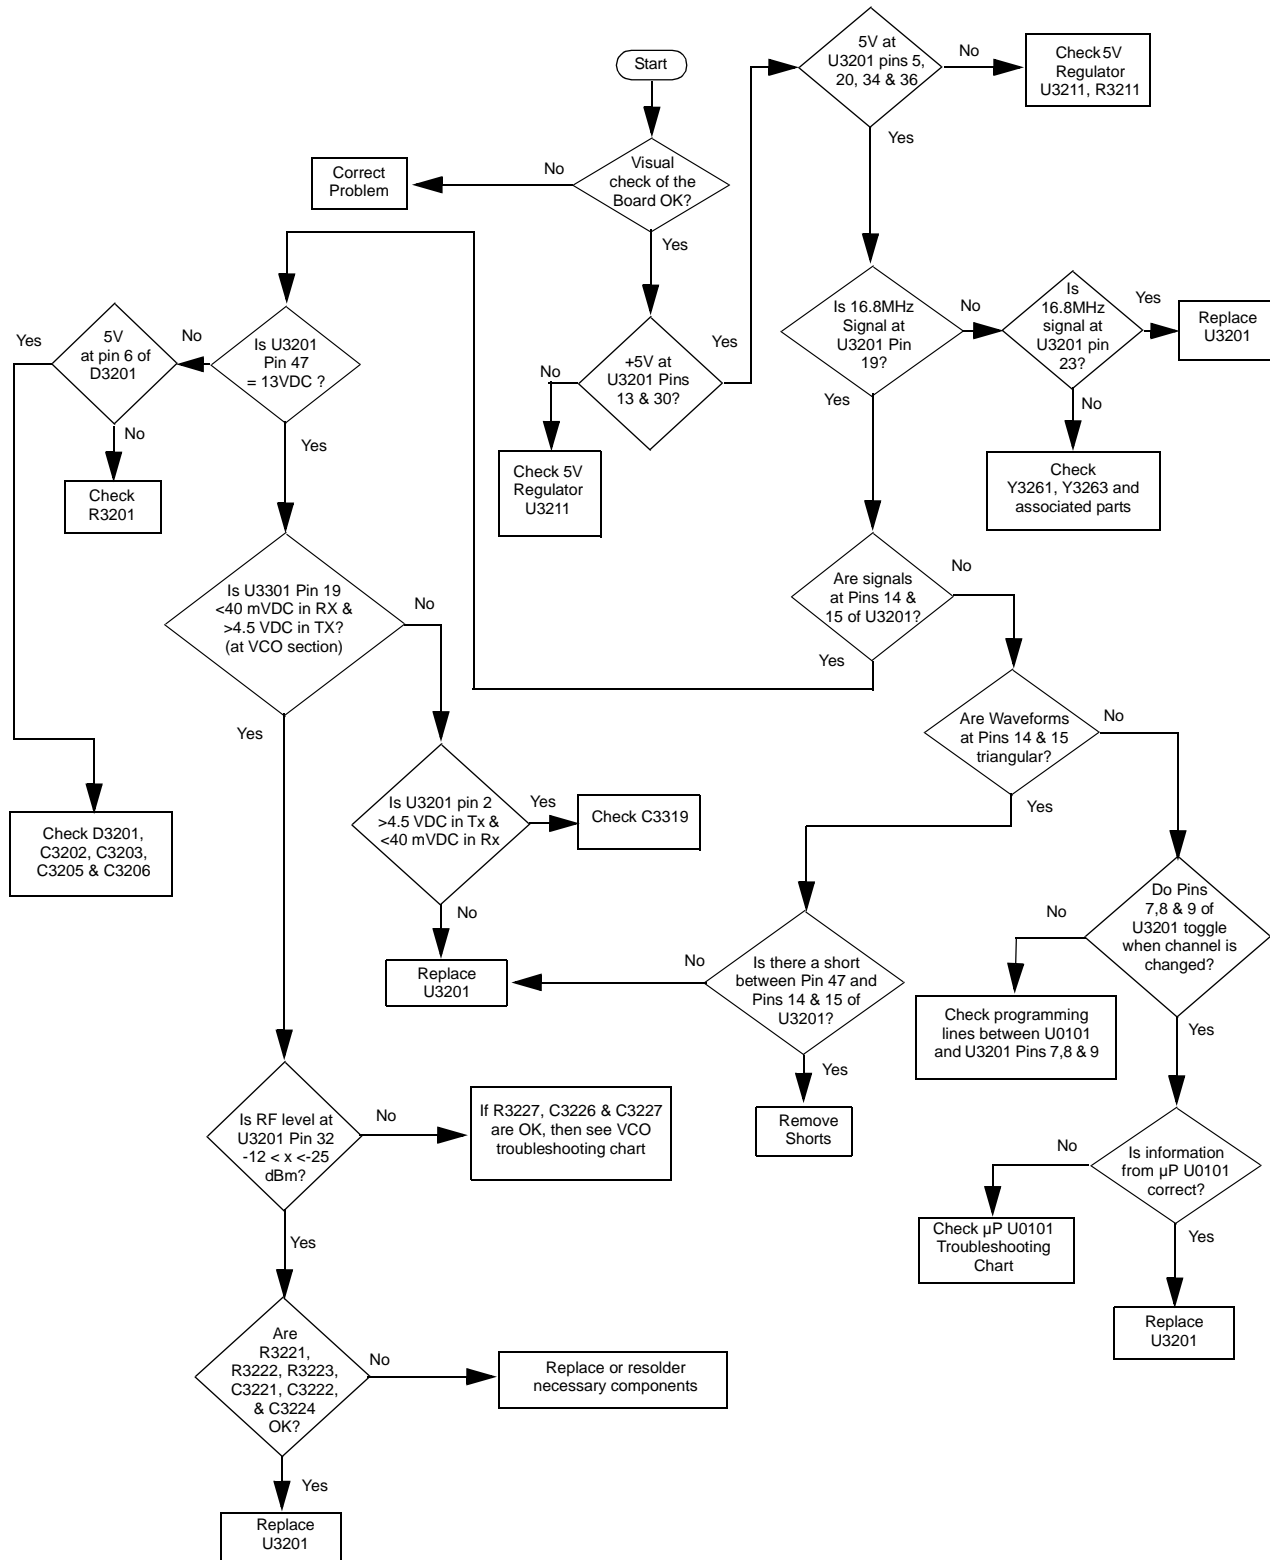 Start
Visual
check of the
Board OK?
No
Correct
Problem
Yes
+5V at
U3201 Pins
13 & 30?
No
Check 5V
Regulator
U3211
Yes
5V at
U3201 pins 5,
20, 34 & 36
No
Check 5V
Regulator
U3211, R3211
Yes
Is 16.8MHz
Signal at
U3201 Pin
19?
No
Is
16.8MHz
signal at
U3201 pin
23?
Yes
Replace
U3201
No
Check
Y3261, Y3263 and
associated parts
Yes
Are signals
at Pins 14 &
15 of U3201?
No
Yes
Is U3201
Pin 47
= 13VDC ?
No
5V
at pin 6 of
D3201
Yes
No
Check
R3201
Check D3201,
C3202, C3203,
C3205 & C3206
Yes
Is U3301 Pin 19
<40 mVDC in RX &
>4.5 VDC in TX?
(at VCO section)
No
Yes
Is U3201 pin 2
>4.5 VDC in Tx &
<40 mVDC in Rx
Yes
Check C3319
No
Replace
U3201
Are Waveforms
at Pins 14 & 15
triangular?
No
Yes
Is there a short
between Pin 47 and
Pins 14 & 15 of
U3201?
No
Yes
Remove
Shorts
Do Pins
7,8 & 9 of
U3201 toggle
when channel is
changed?
No
Check programming
lines between U0101
and U3201 Pins 7,8 & 9
Yes
Is information
from µP U0101
correct?
No
Check µP U0101
Troubleshooting
Chart
Yes
Replace
U3201
Is RF level at
U3201 Pin 32
-12 < x <-25
dBm?
No
If R3227, C3226 & C3227
are OK, then see VCO
troubleshooting chart
Yes
Are
R3221,
R3222, R3223,
C3221, C3222,
& C3224
OK?
No
Replace or resolder
necessary components
Yes
Replace
U3201